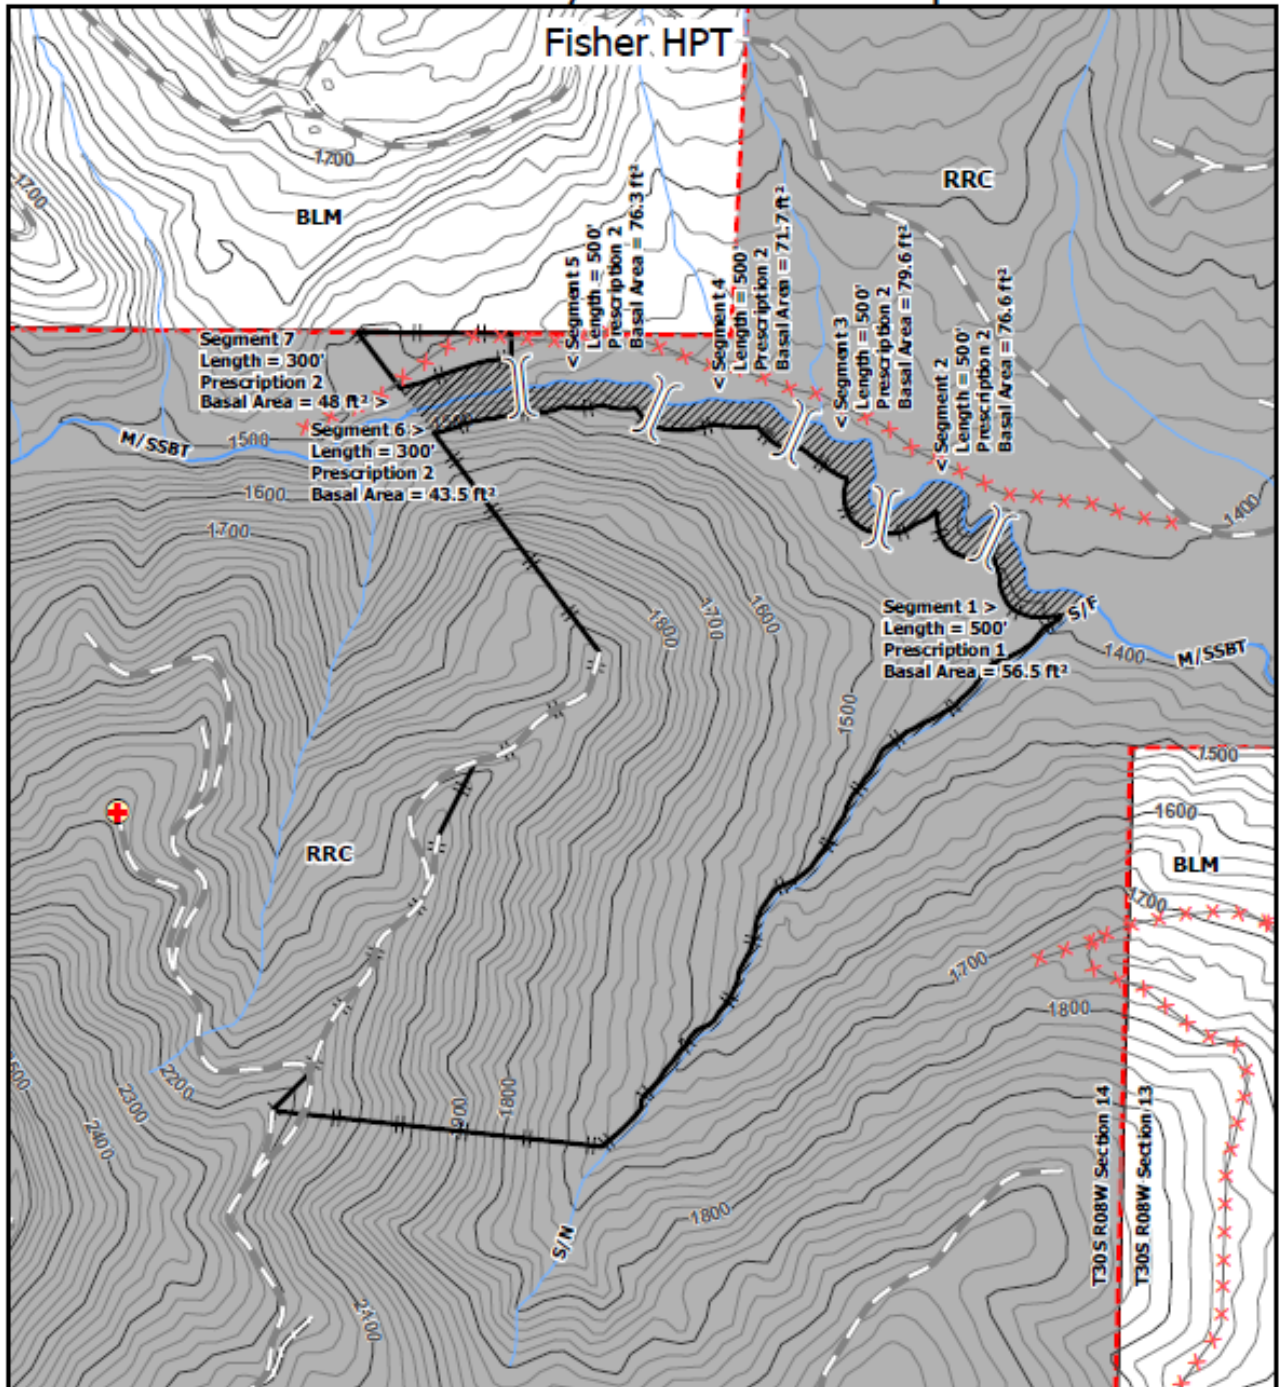 Fisher HPT
1700
1700
BLM
RRC
< Segment 5
Length = 500'
Prescription 2
Basal Area = 76.3 ft²
< Segment 4
Length = 500'
Prescription 2
Basal Area = 71.7 ft²
< Segment 3
Length = 500'
Prescription 2
Basal Area = 79.6 ft²
< Segment 2
Length = 500'
Prescription 2
Basal Area = 76.6 ft²
Segment 7
Length = 300'
Prescription 2
Basal Area = 48 ft² >
Segment 6 >
Length = 300'
Prescription 2
Basal Area = 43.5 ft²
M/SSBT
1500
1600
1700
1400
1800
1700
1600
Segment 1 >
Length = 500'
Prescription 1
Basal Area = 56.5 ft²
S/F
1400
M/SSBT
1500
1500
1600
BLM
1700
RRC
1700
1800
2200
2300
2400
1900
1800
T30S R08W Section 14
T30S R08W Section 13
1800
S/N
2100